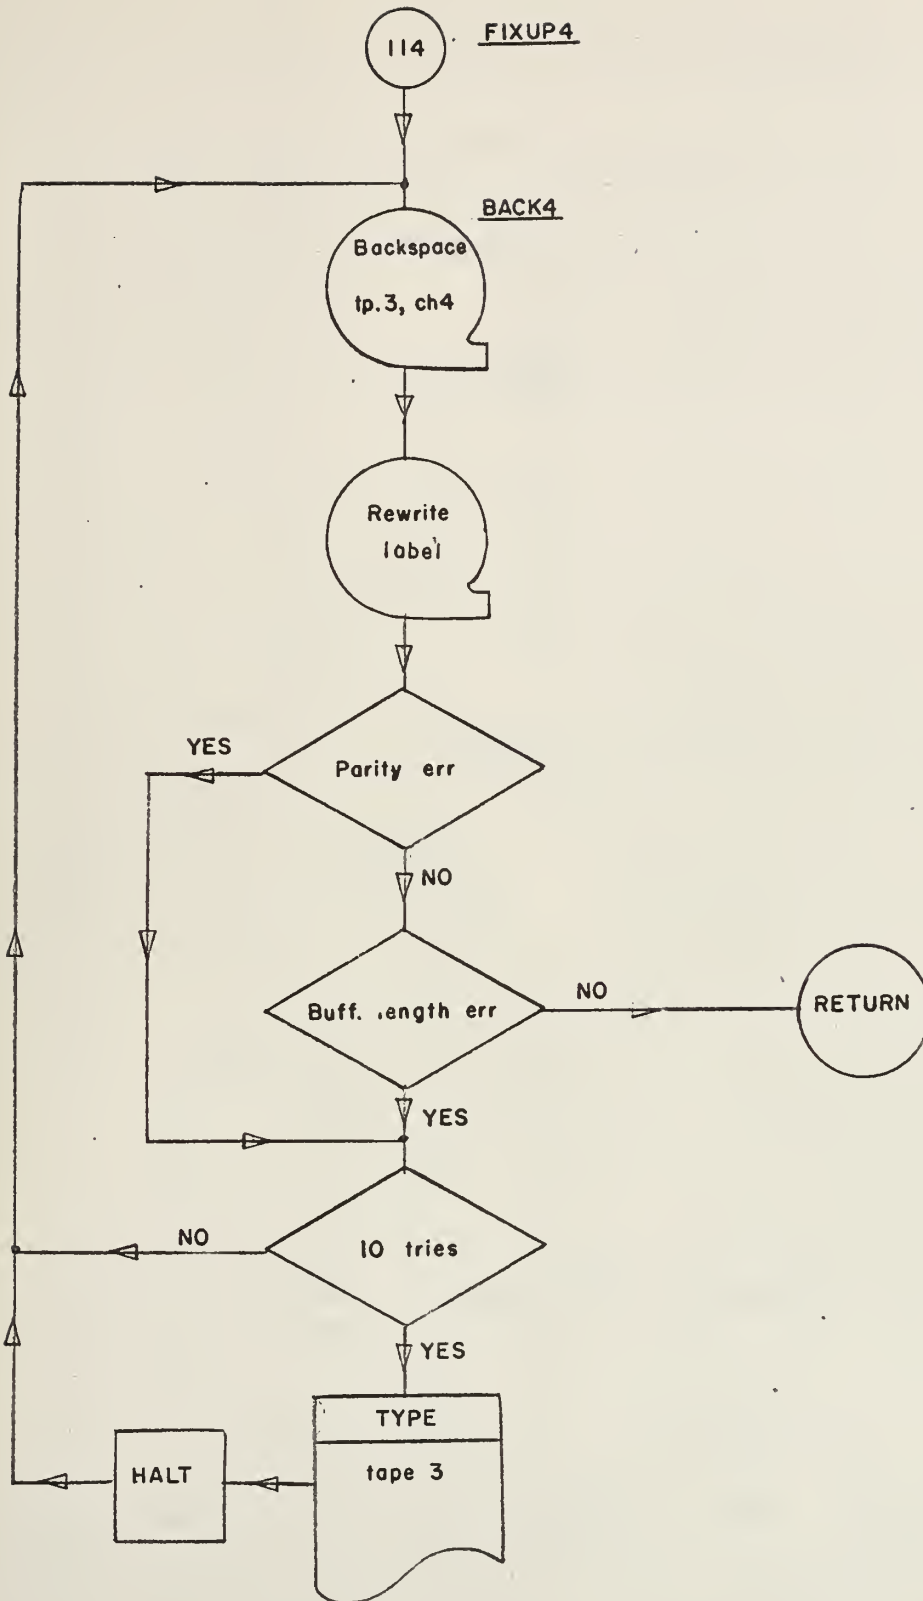 114
FIXUP4
BACK4
Backspace
tp.3, ch4
Rewrite
label
YES
Parity err
NO
Buff. length err
NO
RETURN
YES
10 tries
NO
YES
TYPE
tape 3
HALT